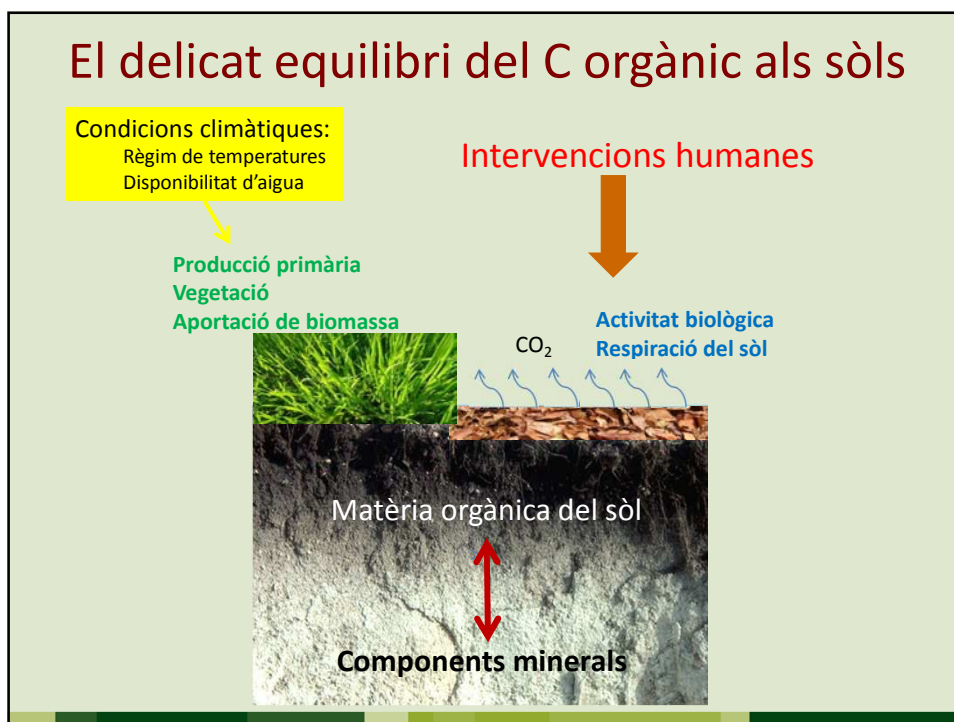 El delicat equilibri del C orgànic als sòls
Condicions climàtiques:
Règim de temperatures
Disponibilitat d'aigua
Intervencions humanes
Producció primària
Vegetació
Aportació de biomassa
Activitat biològica
Respiració del sòl
CO₂
Matèria orgànica del sòl
Components minerals